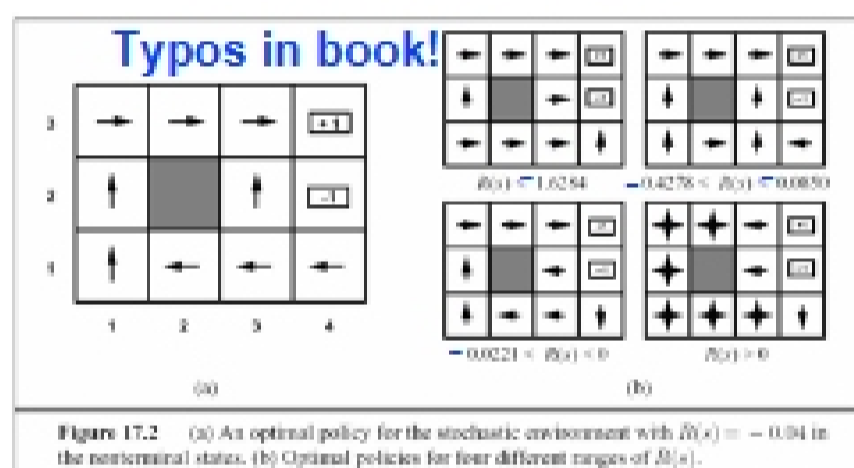 Typos in book!
3
+1
2
-1
1
1 2 3 4
(a)
R(s) < -1.6284
-0.4278 < R(s) < -0.0850
-0.0221 < R(s) < 0
R(s) > 0
(b)
Figure 17.2 (a) An optimal policy for the stochastic environment with R(s) = - 0.04 in
the nonterminal states. (b) Optimal policies for four different ranges of R(s).